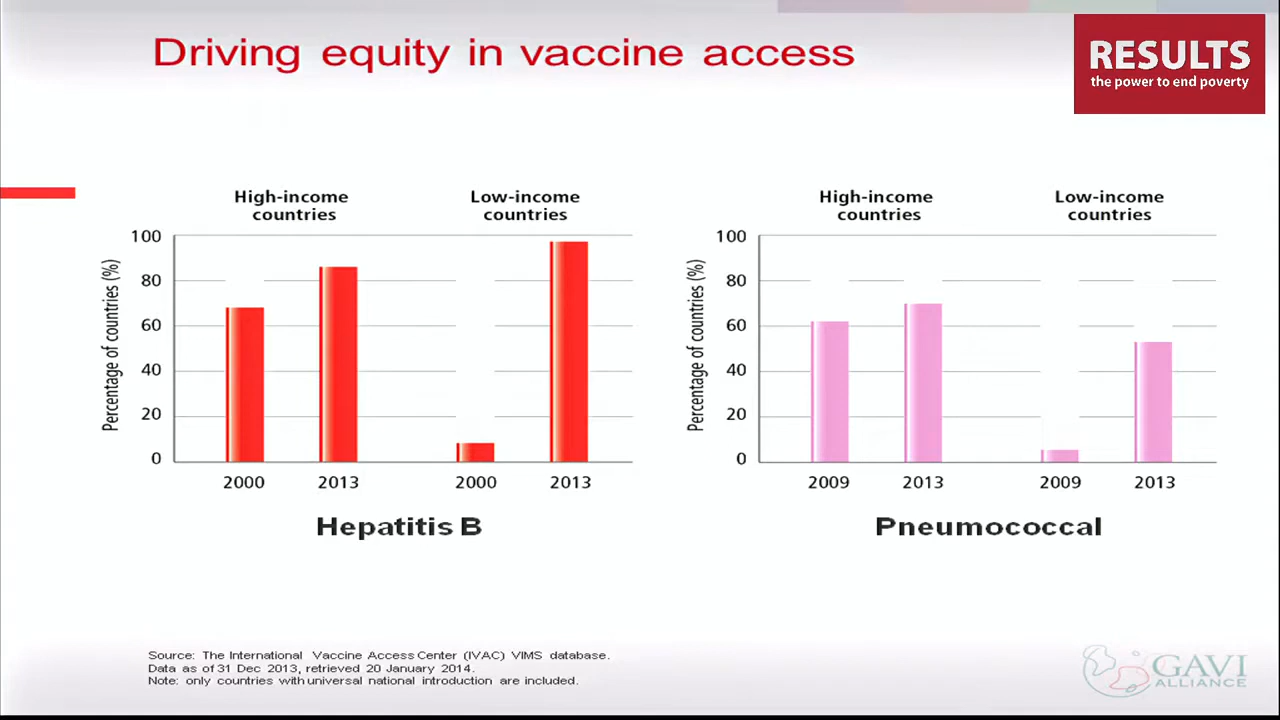 Driving equity in vaccine access
RESULTS
the power to end poverty
High-income
countries
Low-income
countries
Percentage of countries (%)
100
80
60
40
20
0
2000
2013
2000
2013
Hepatitis B
High-income
countries
Low-income
countries
Percentage of countries (%)
100
80
60
40
20
0
2009
2013
2009
2013
Pneumococcal
Source: The International Vaccine Access Center (IVAC) VIMS database.
Data as of 31 Dec 2013, retrieved 20 January 2014.
Note: only countries with universal national introduction are included.
GAVI
ALLIANCE